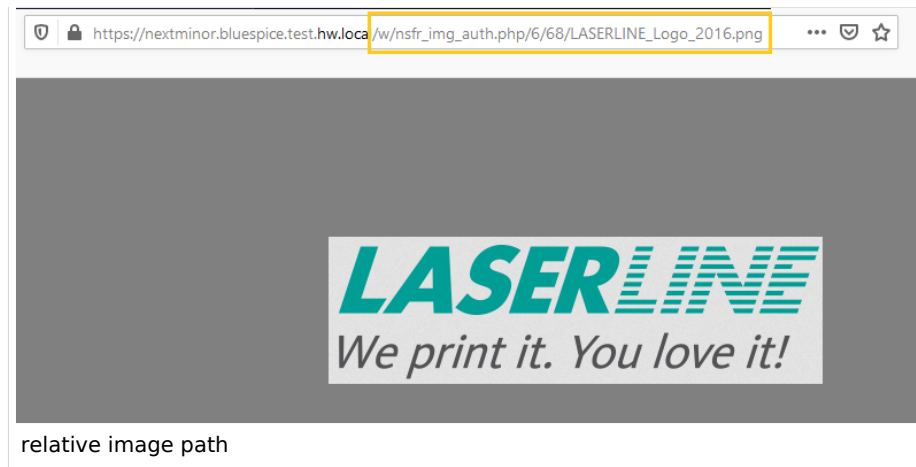 https://nextminor.bluespice.test.hw.loca/w/nsfr_img_auth.php/6/68/LASERLINE_Logo_2016.png
LASERLINE
We print it. You love it!
relative image path